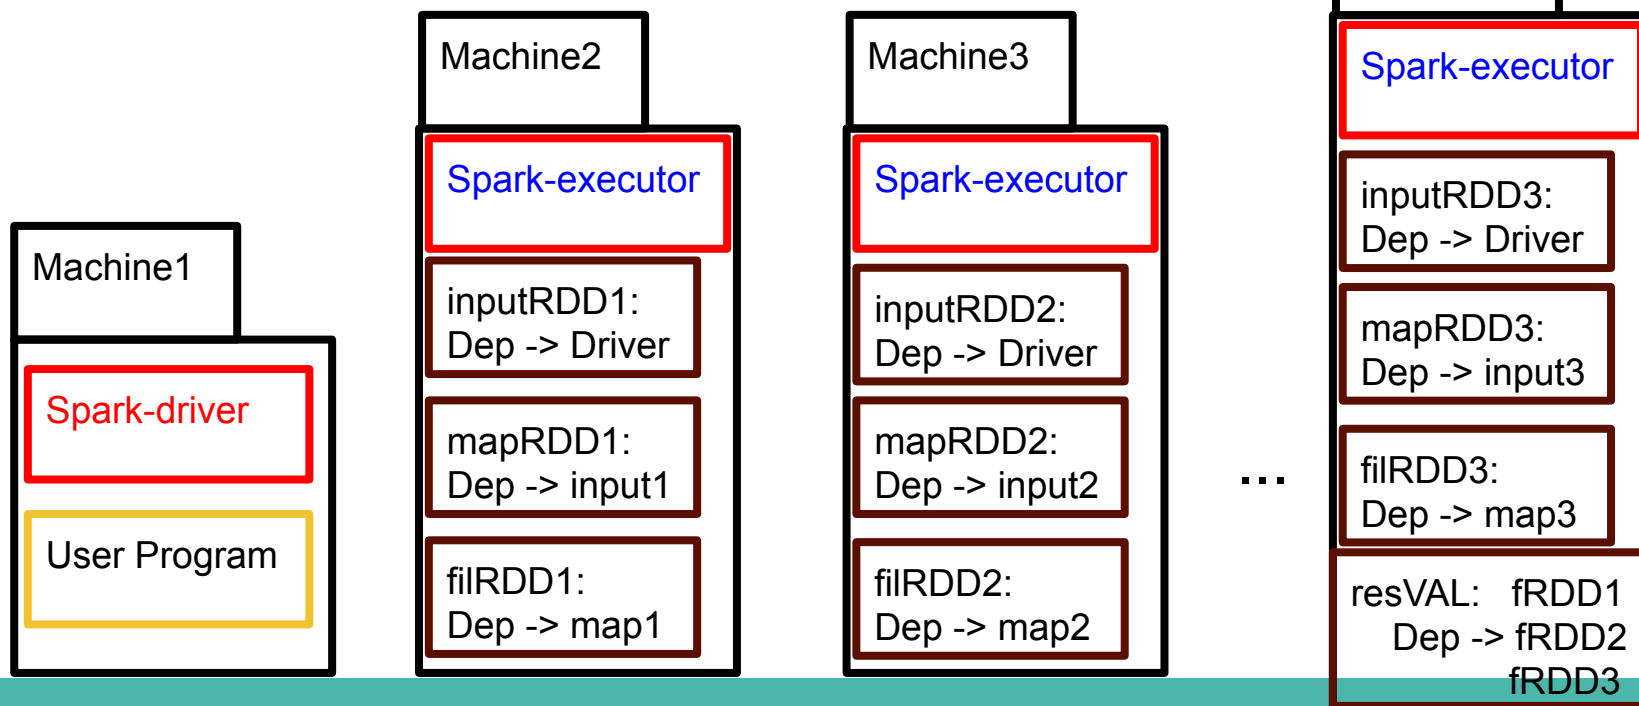 Machine1
Spark-driver
User Program
Machine2
Spark-executor
inputRDD1:
Dep -> Driver
mapRDD1:
Dep -> input1
filRDD1:
Dep -> map1
Machine3
Spark-executor
inputRDD2:
Dep -> Driver
mapRDD2:
Dep -> input2
filRDD2:
Dep -> map2
...
Spark-executor
inputRDD3:
Dep -> Driver
mapRDD3:
Dep -> input3
filRDD3:
Dep -> map3
resVAL: fRDD1
Dep -> fRDD2
fRDD3